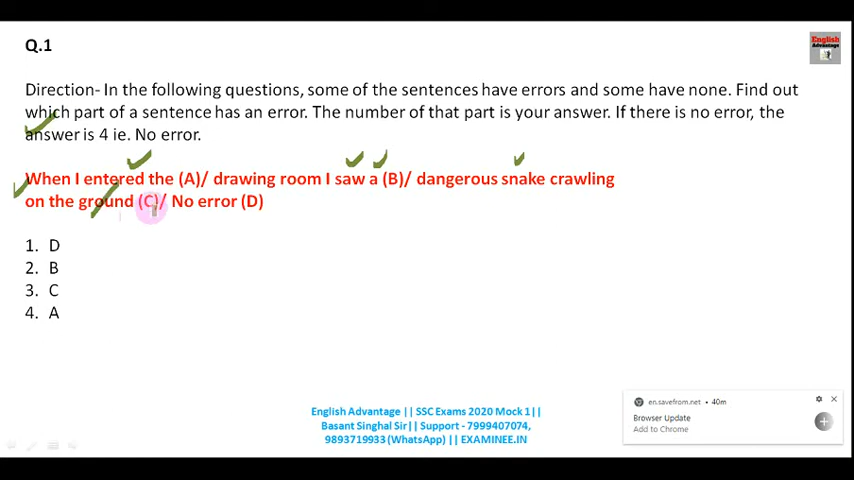 Q.1
English
Advantage
Direction- In the following questions, some of the sentences have errors and some have none. Find out
which part of a sentence has an error. The number of that part is your answer. If there is no error, the
answer is 4 ie. No error.
When I entered the (A)/ drawing room I saw a (B)/ dangerous snake crawling
on the ground (C)/ No error (D)
1. D
2. B
3. C
4. A
en.savefrom.net • 40m
Browser Update
Add to Chrome
English Advantage || SSC Exams 2020 Mock 1||
Basant Singhal Sir|| Support - 7999407074,
9893719933 (WhatsApp) || EXAMINEE.IN